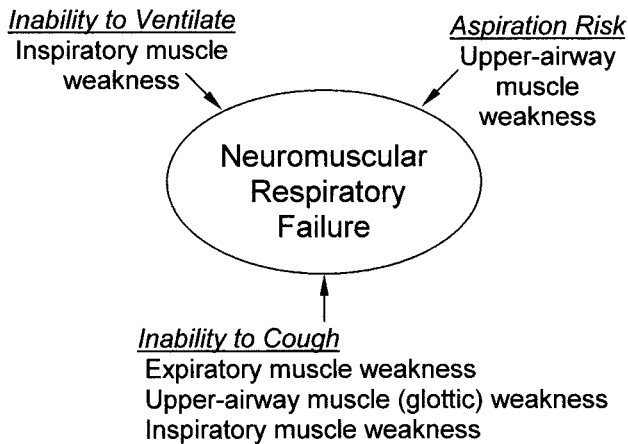 Inability to Ventilate
Inspiratory muscle
weakness
Aspiration Risk
Upper-airway
muscle
weakness
Neuromuscular
Respiratory
Failure
Inability to Cough
Expiratory muscle weakness
Upper-airway muscle (glottic) weakness
Inspiratory muscle weakness